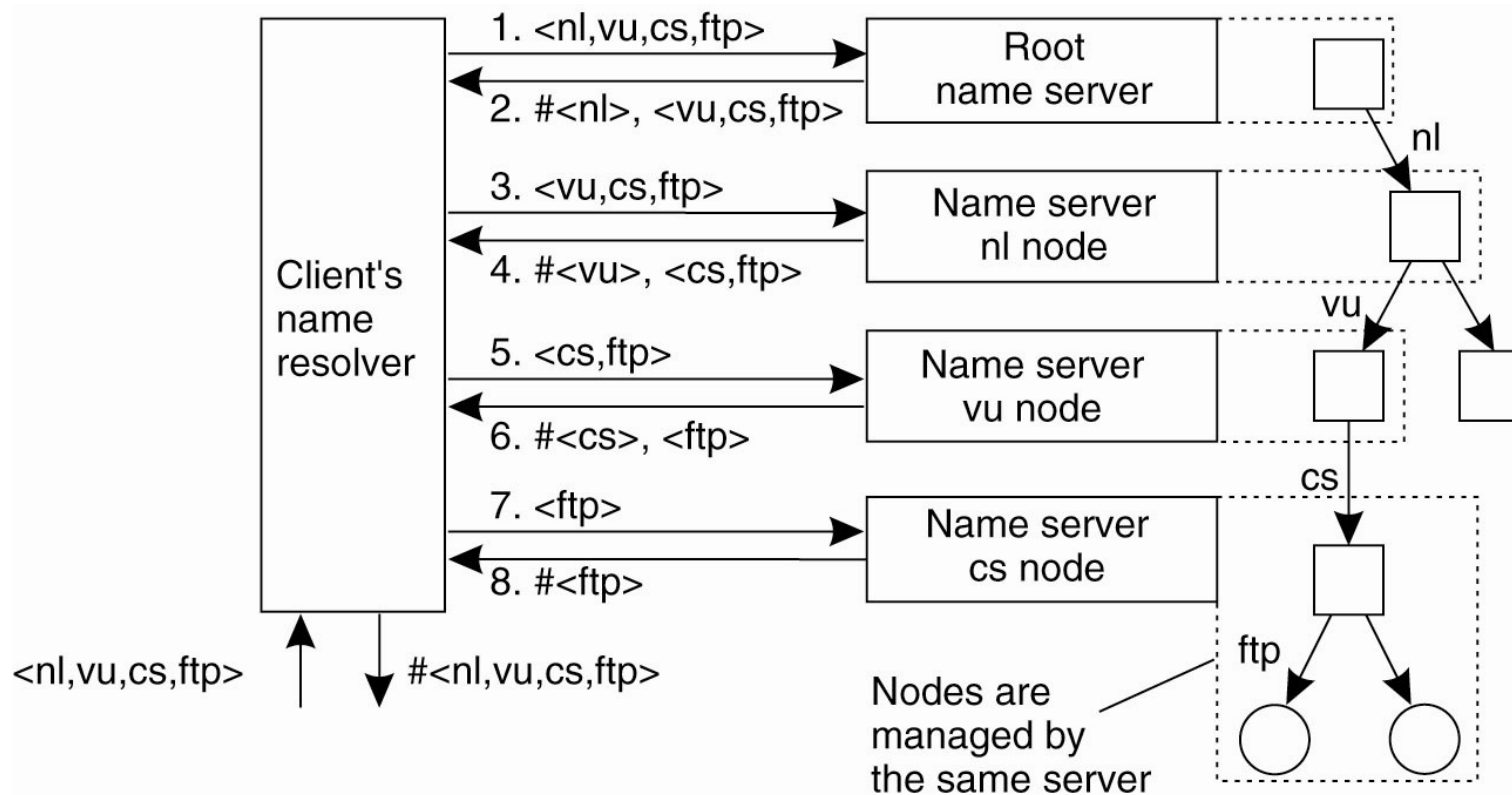 1. <nl,vu,cs,ftp>
2. #<nl>, <vu,cs,ftp>
Root
name server
nl
3. <vu,cs,ftp>
4. #<vu>, <cs,ftp>
Name server
nl node
vu
Client's
name
resolver
5. <cs,ftp>
6. #<cs>, <ftp>
Name server
vu node
cs
7. <ftp>
8. #<ftp>
Name server
cs node
ftp
<nl,vu,cs,ftp>
#<nl,vu,cs,ftp>
Nodes are
managed by
the same server